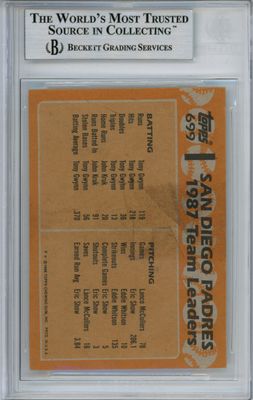 THE WORLD'S MOST TRUSTED
SOURCE IN COLLECTING™
BECKETT GRADING SERVICES
B
topps
699
SAN DIEGO PADRES
1987 Team Leaders
BATTING
Runs Tony Gwynn 119
Hits Tony Gwynn 218
Doubles Tony Gwynn 36
Triples Tony Gwynn 13
Home Runs John Kruk 20
Runs Batted In John Kruk 91
Stolen Bases Tony Gwynn 56
Batting Average Tony Gwynn .370
PITCHING
Games Lance McCullers 78
Innings Eric Show 206.1
Wins Eddie Whitson 10
Strikeouts Eddie Whitson 135
Complete Games Eric Show 5
Shutouts Eric Show 3
Saves Lance McCullers 16
Earned Run Avg. Eric Show 3.84